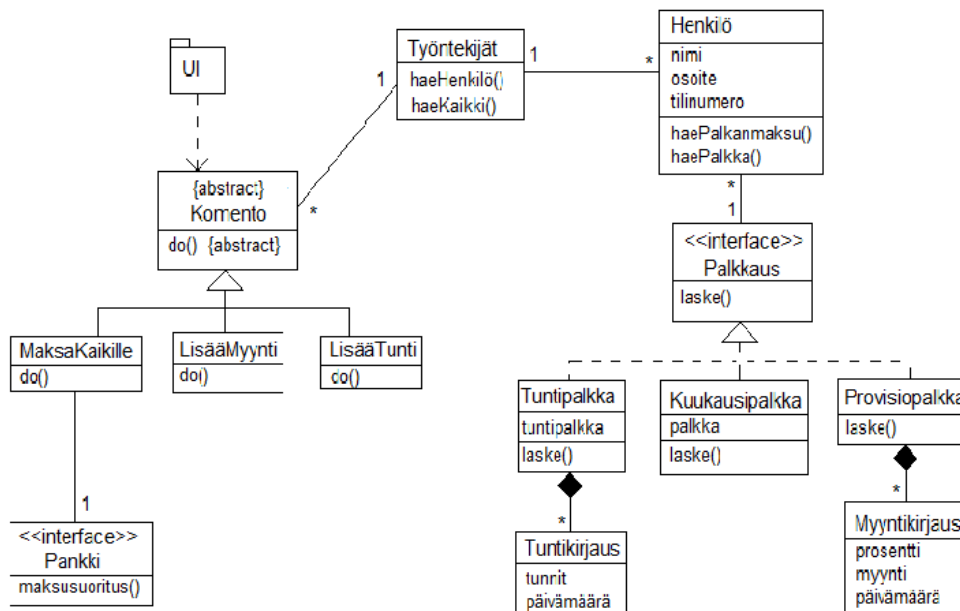 UI
Työntekijät
haeHenkilö()
haeKaikki()
1
*
1
*
Henkilö
nimi
osoite
tilinumero
haePalkanmaksu()
haePalkka()
*
1
{abstract}
Komento
do() {abstract}
<<interface>>
Palkkaus
laske()
MaksaKaikille
do()
LisääMyynti
do()
LisääTunti
do()
Tuntipalkka
tuntipalkka
laske()
Kuukausipalkka
palkka
laske()
Provisiopalkka
laske()
1
*
*
<<interface>>
Pankki
maksusuoritus()
Tuntikirjaus
tunnit
päivämäärä
Myyntikirjaus
prosentti
myynti
päivämäärä